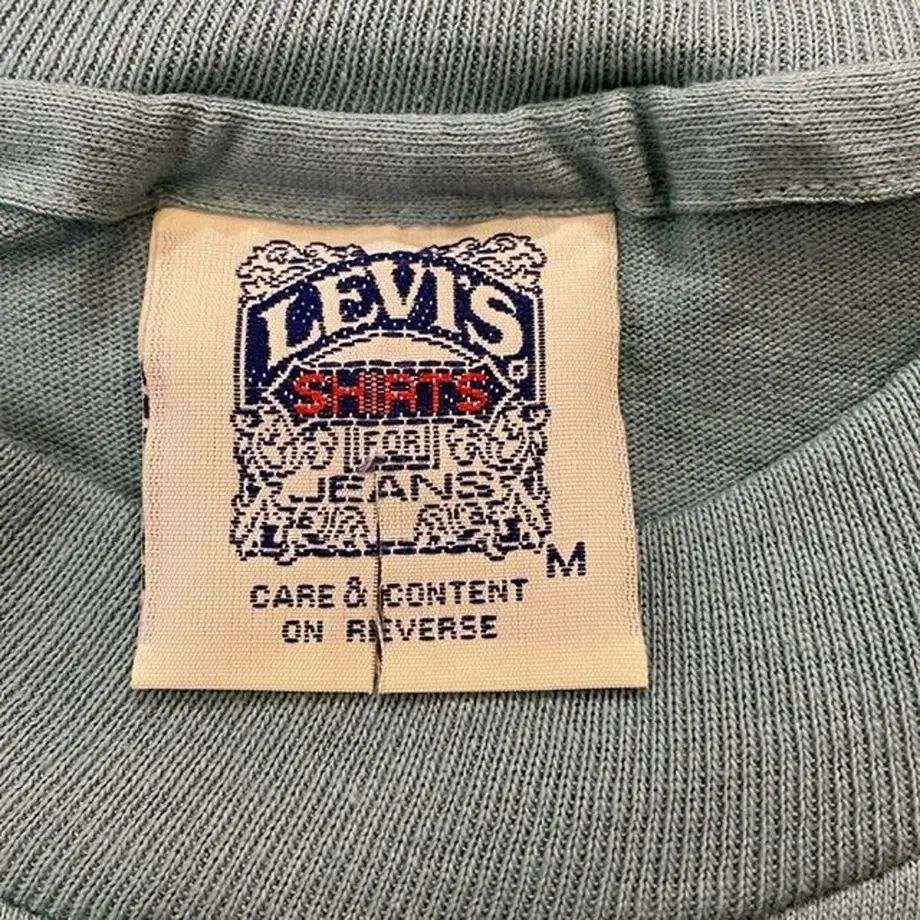 LEVI'S
SHIRTS
FOR
JEANS
M
CARE & CONTENT
ON REVERSE